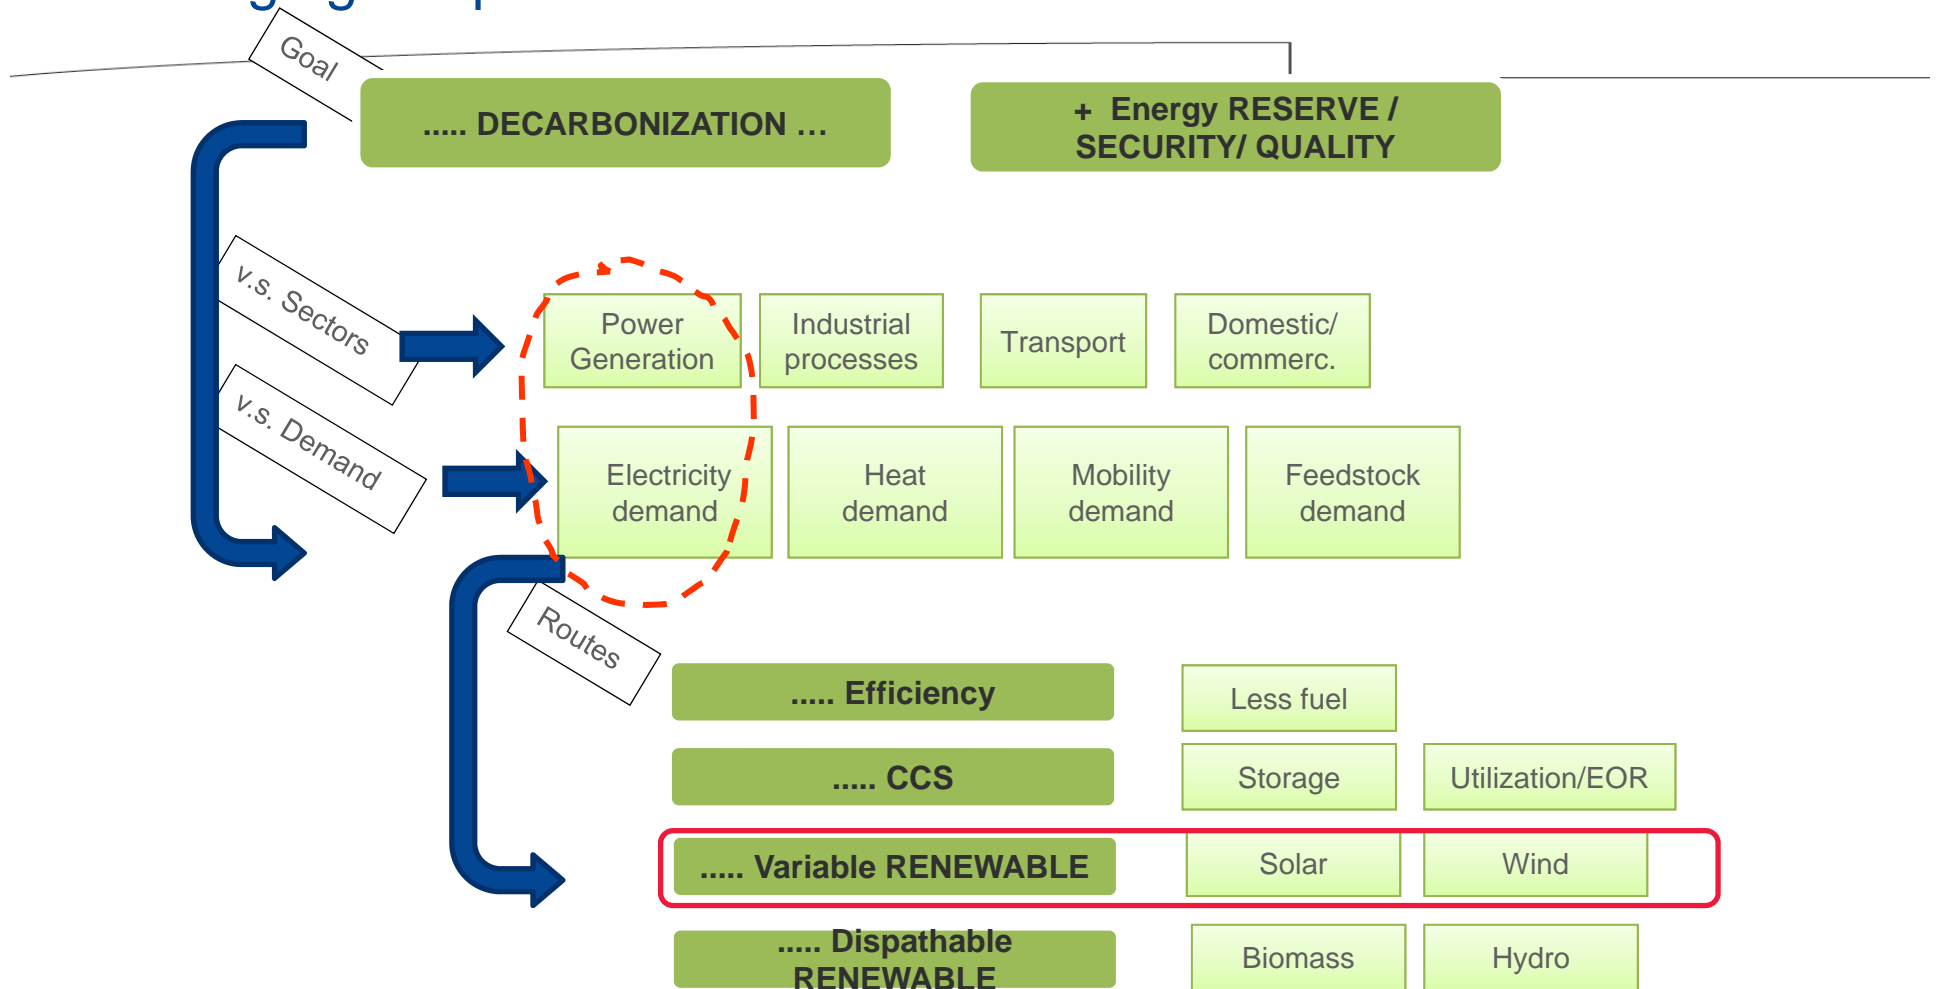 Goal
..... DECARBONIZATION …
+ Energy RESERVE /
SECURITY/ QUALITY
v.s. Sectors
Power
Generation
Industrial
processes
Transport
Domestic/
commerc.
v.s. Demand
Electricity
demand
Heat
demand
Mobility
demand
Feedstock
demand
Routes
..... Efficiency
Less fuel
..... CCS
Storage
Utilization/EOR
..... Variable RENEWABLE
Solar
Wind
..... Dispathable
RENEWABLE
Biomass
Hydro